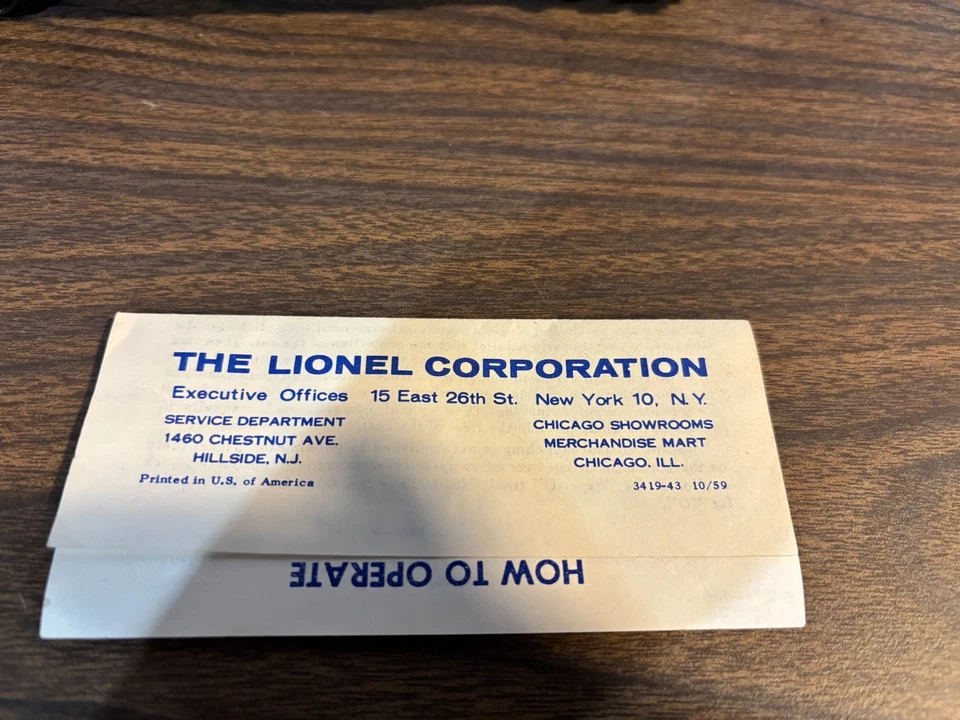 THE LIONEL CORPORATION
Executive Offices 15 East 26th St. New York 10, N.Y.
SERVICE DEPARTMENT
1460 CHESTNUT AVE.
HILLSIDE, N.J.
CHICAGO SHOWROOMS
MERCHANDISE MART
CHICAGO, ILL.
Printed in U.S. of America
3419-43 10/59
HOW TO OPERATE